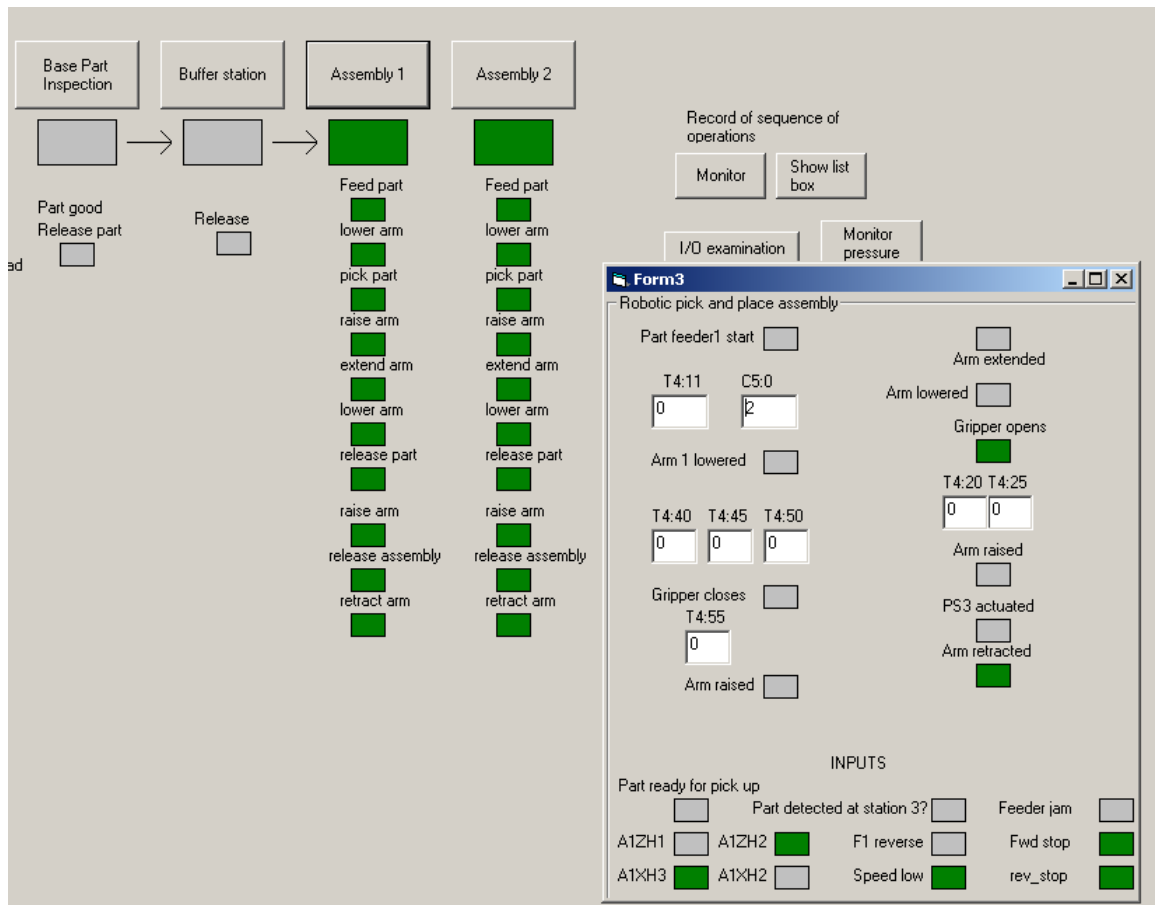 Base Part
Inspection
Buffer station
Assembly 1
Assembly 2
Record of sequence of
operations
Monitor
Show list
box
I/O examination
Monitor
pressure
Part good
Release part
ad
Release
Feed part
lower arm
pick part
raise arm
extend arm
lower arm
release part
raise arm
release assembly
retract arm
Feed part
lower arm
pick part
raise arm
extend arm
lower arm
release part
raise arm
release assembly
retract arm
Form3
Robotic pick and place assembly
Part feeder1 start
T4:11 C5:0
0 2
Arm 1 lowered
T4:40 T4:45 T4:50
0 0 0
Gripper closes
T4:55
0
Arm raised
Arm extended
Arm lowered
Gripper opens
T4:20 T4:25
0 0
Arm raised
PS3 actuated
Arm retracted
INPUTS
Part ready for pick up
Part detected at station 3? Feeder jam
A1ZH1 A1ZH2 F1 reverse Fwd stop
A1XH3 A1XH2 Speed low rev_stop